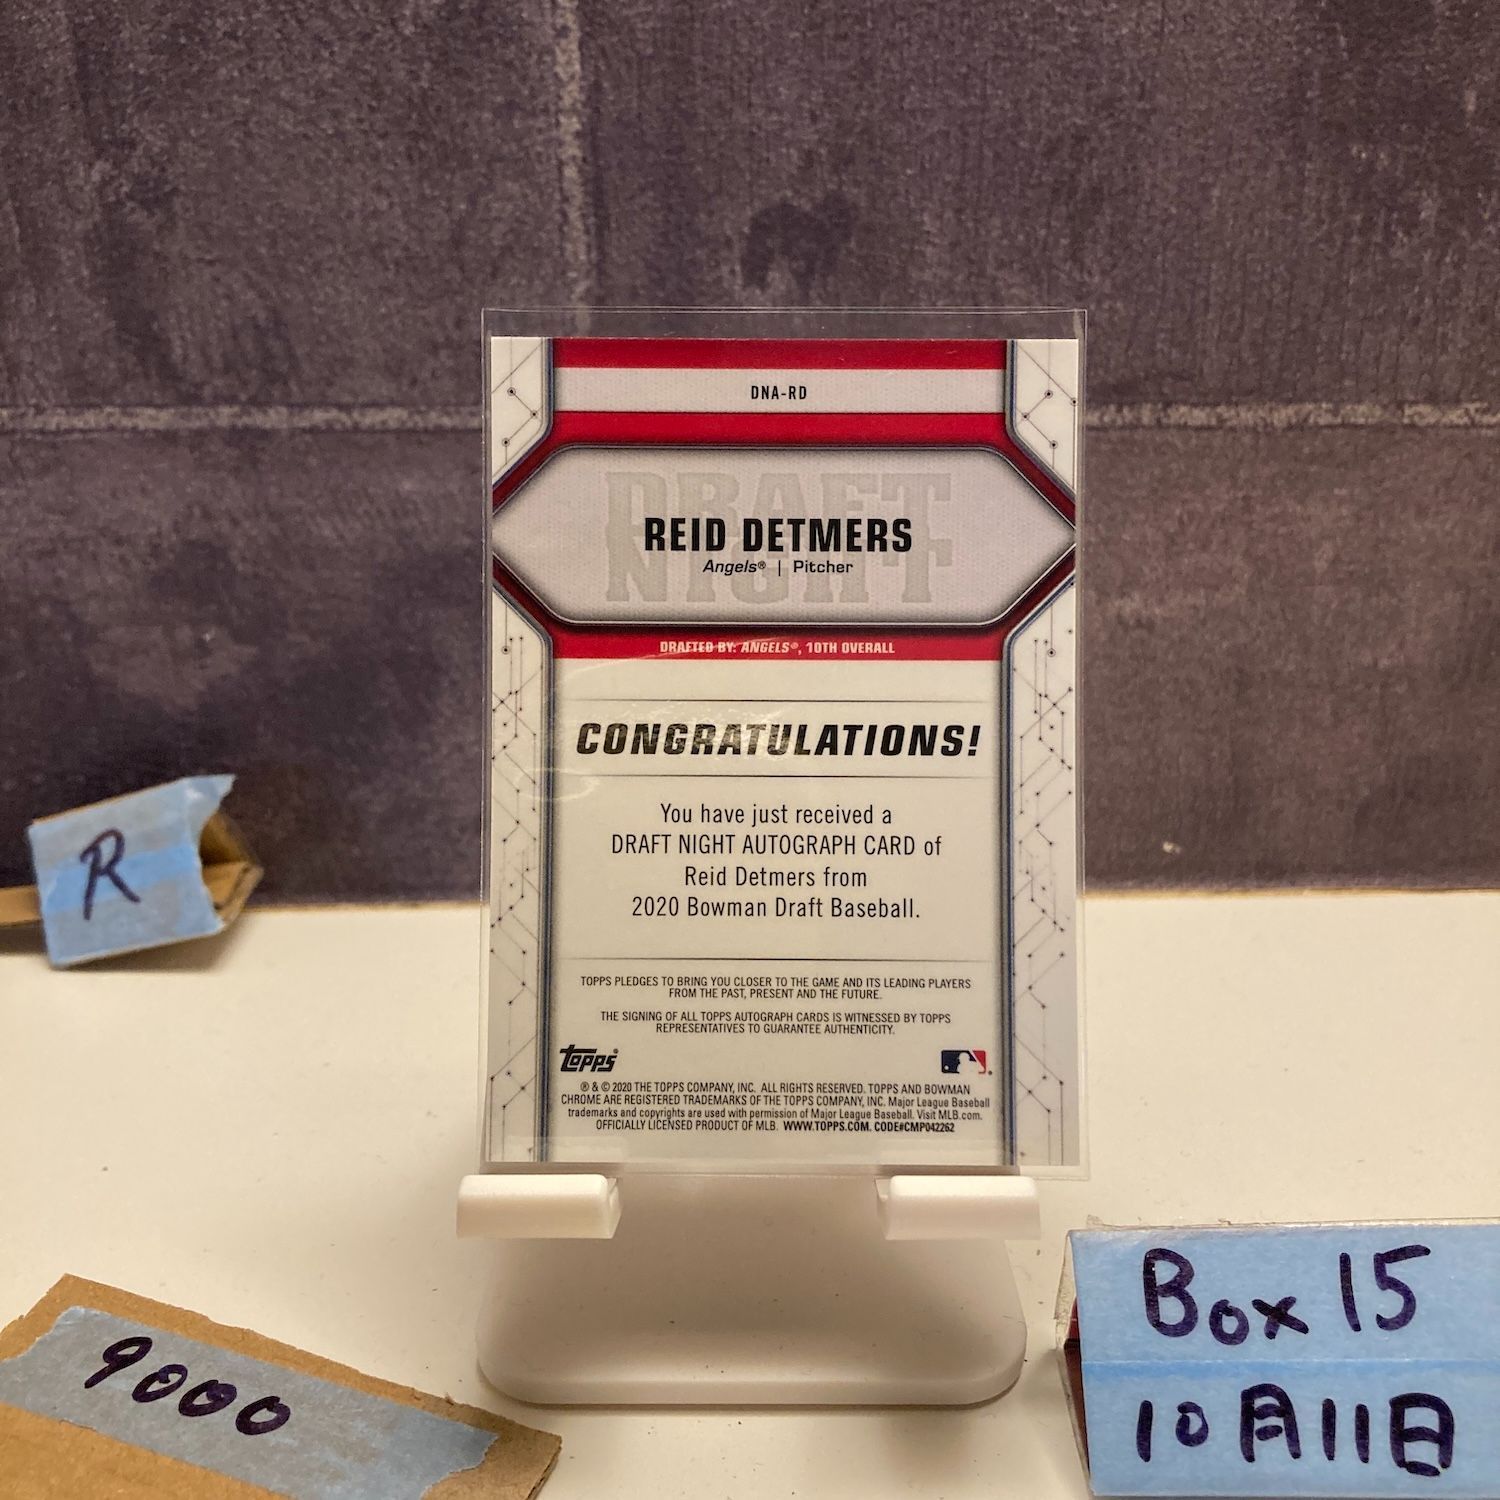 DNA-RD
DRAFT
NIGHT
REID DETMERS
Angels® | Pitcher
DRAFTED BY: ANGELS®, 10TH OVERALL
CONGRATULATIONS!
You have just received a
DRAFT NIGHT AUTOGRAPH CARD of
Reid Detmers from
2020 Bowman Draft Baseball.
TOPPS PLEDGES TO BRING YOU CLOSER TO THE GAME AND ITS LEADING PLAYERS
FROM THE PAST, PRESENT AND THE FUTURE.
THE SIGNING OF ALL TOPPS AUTOGRAPH CARDS IS WITNESSED BY TOPPS
REPRESENTATIVES TO GUARANTEE AUTHENTICITY.
topps®
® & © 2020 THE TOPPS COMPANY, INC. ALL RIGHTS RESERVED. TOPPS AND BOWMAN
CHROME ARE REGISTERED TRADEMARKS OF THE TOPPS COMPANY, INC. Major League Baseball
trademarks and copyrights are used with permission of Major League Baseball. Visit MLB.com.
OFFICIALLY LICENSED PRODUCT OF MLB. WWW.TOPPS.COM. CODE#CMP042262
R
9000
Box 15
10月11日